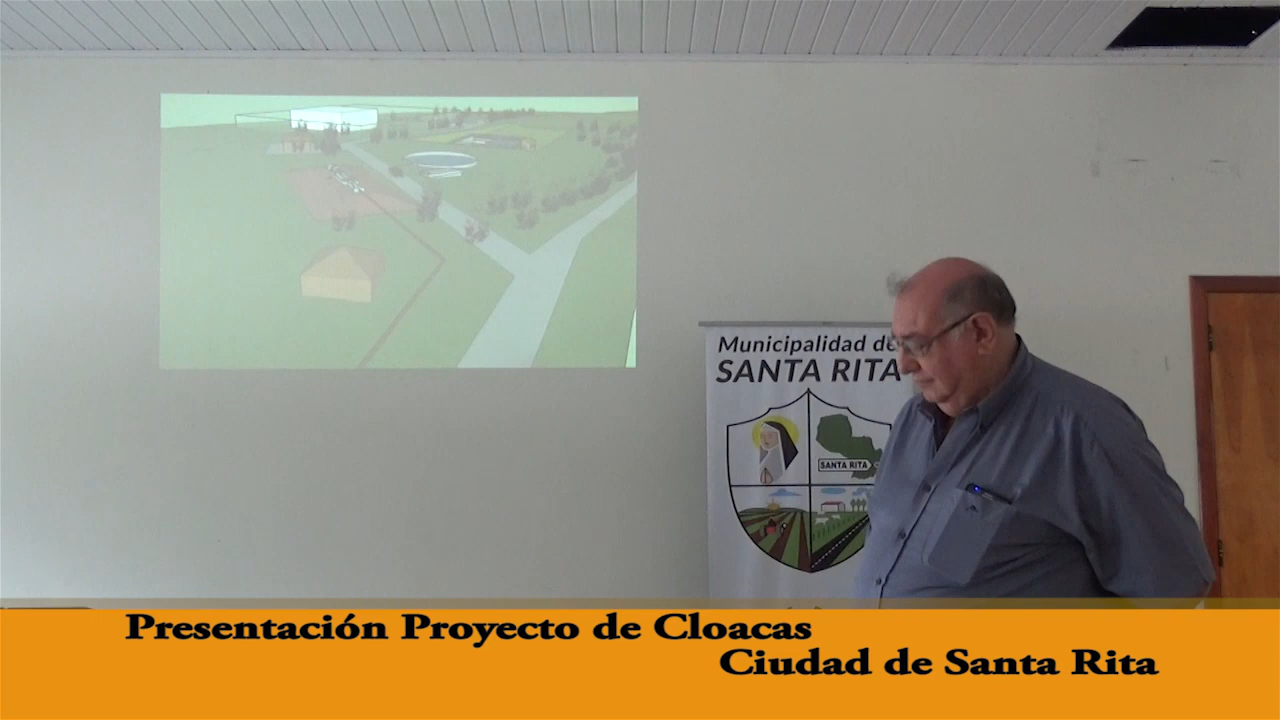 Municipalidad de
SANTA RITA
SANTA RITA
Presentación Proyecto de Cloacas
Ciudad de Santa Rita